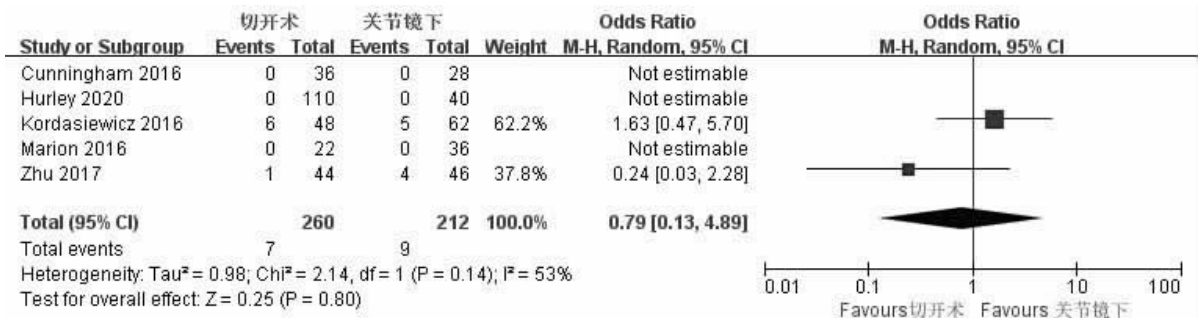 切开术 关节镜下 Odds Ratio Odds Ratio
Study or Subgroup Events Total Events Total Weight M-H, Random, 95% CI M-H, Random, 95% CI
Cunningham 2016 0 36 0 28 Not estimable
Hurley 2020 0 110 0 40 Not estimable
Kordasiewicz 2016 6 48 5 62 62.2% 1.63 [0.47, 5.70]
Marion 2016 0 22 0 36 Not estimable
Zhu 2017 1 44 4 46 37.8% 0.24 [0.03, 2.28]
Total (95% CI) 260 212 100.0% 0.79 [0.13, 4.89]
Total events 7 9
Heterogeneity: Tau² = 0.98; Chi² = 2.14, df = 1 (P = 0.14); I² = 53%
Test for overall effect: Z = 0.25 (P = 0.80)
0.01 0.1 1 10 100
Favours切开术 Favours 关节镜下